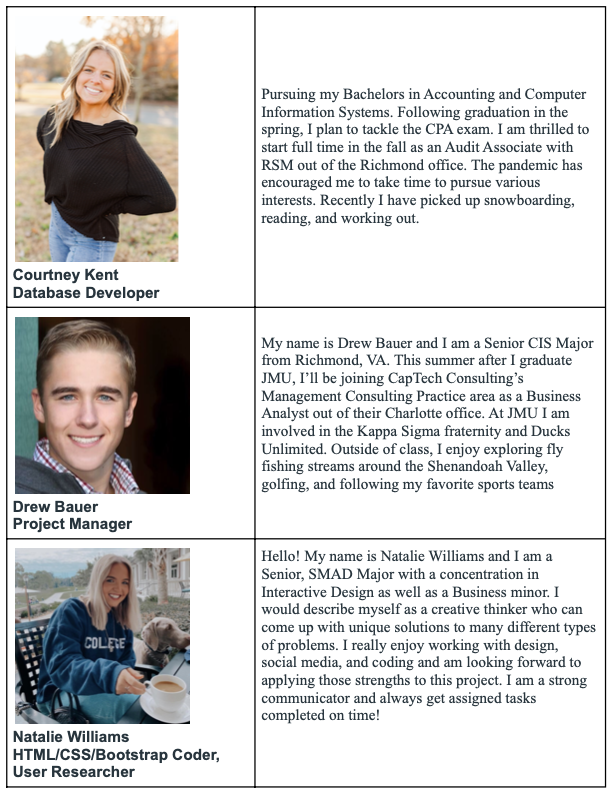 Pursuing my Bachelors in Accounting and Computer
Information Systems. Following graduation in the
spring, I plan to tackle the CPA exam. I am thrilled to
start full time in the fall as an Audit Associate with
RSM out of the Richmond office. The pandemic has
encouraged me to take time to pursue various
interests. Recently I have picked up snowboarding,
reading, and working out.
Courtney Kent
Database Developer
My name is Drew Bauer and I am a Senior CIS Major
from Richmond, VA. This summer after I graduate
JMU, I'll be joining CapTech Consulting's
Management Consulting Practice area as a Business
Analyst out of their Charlotte office. At JMU I am
involved in the Kappa Sigma fraternity and Ducks
Unlimited. Outside of class, I enjoy exploring fly
fishing streams around the Shenandoah Valley,
golfing, and following my favorite sports teams
Drew Bauer
Project Manager
Hello! My name is Natalie Williams and I am a
Senior, SMAD Major with a concentration in
Interactive Design as well as a Business minor. I
would describe myself as a creative thinker who can
come up with unique solutions to many different types
of problems. I really enjoy working with design,
social media, and coding and am looking forward to
applying those strengths to this project. I am a strong
communicator and always get assigned tasks
completed on time!
COLLEGE
Natalie Williams
HTML/CSS/Bootstrap Coder,
User Researcher